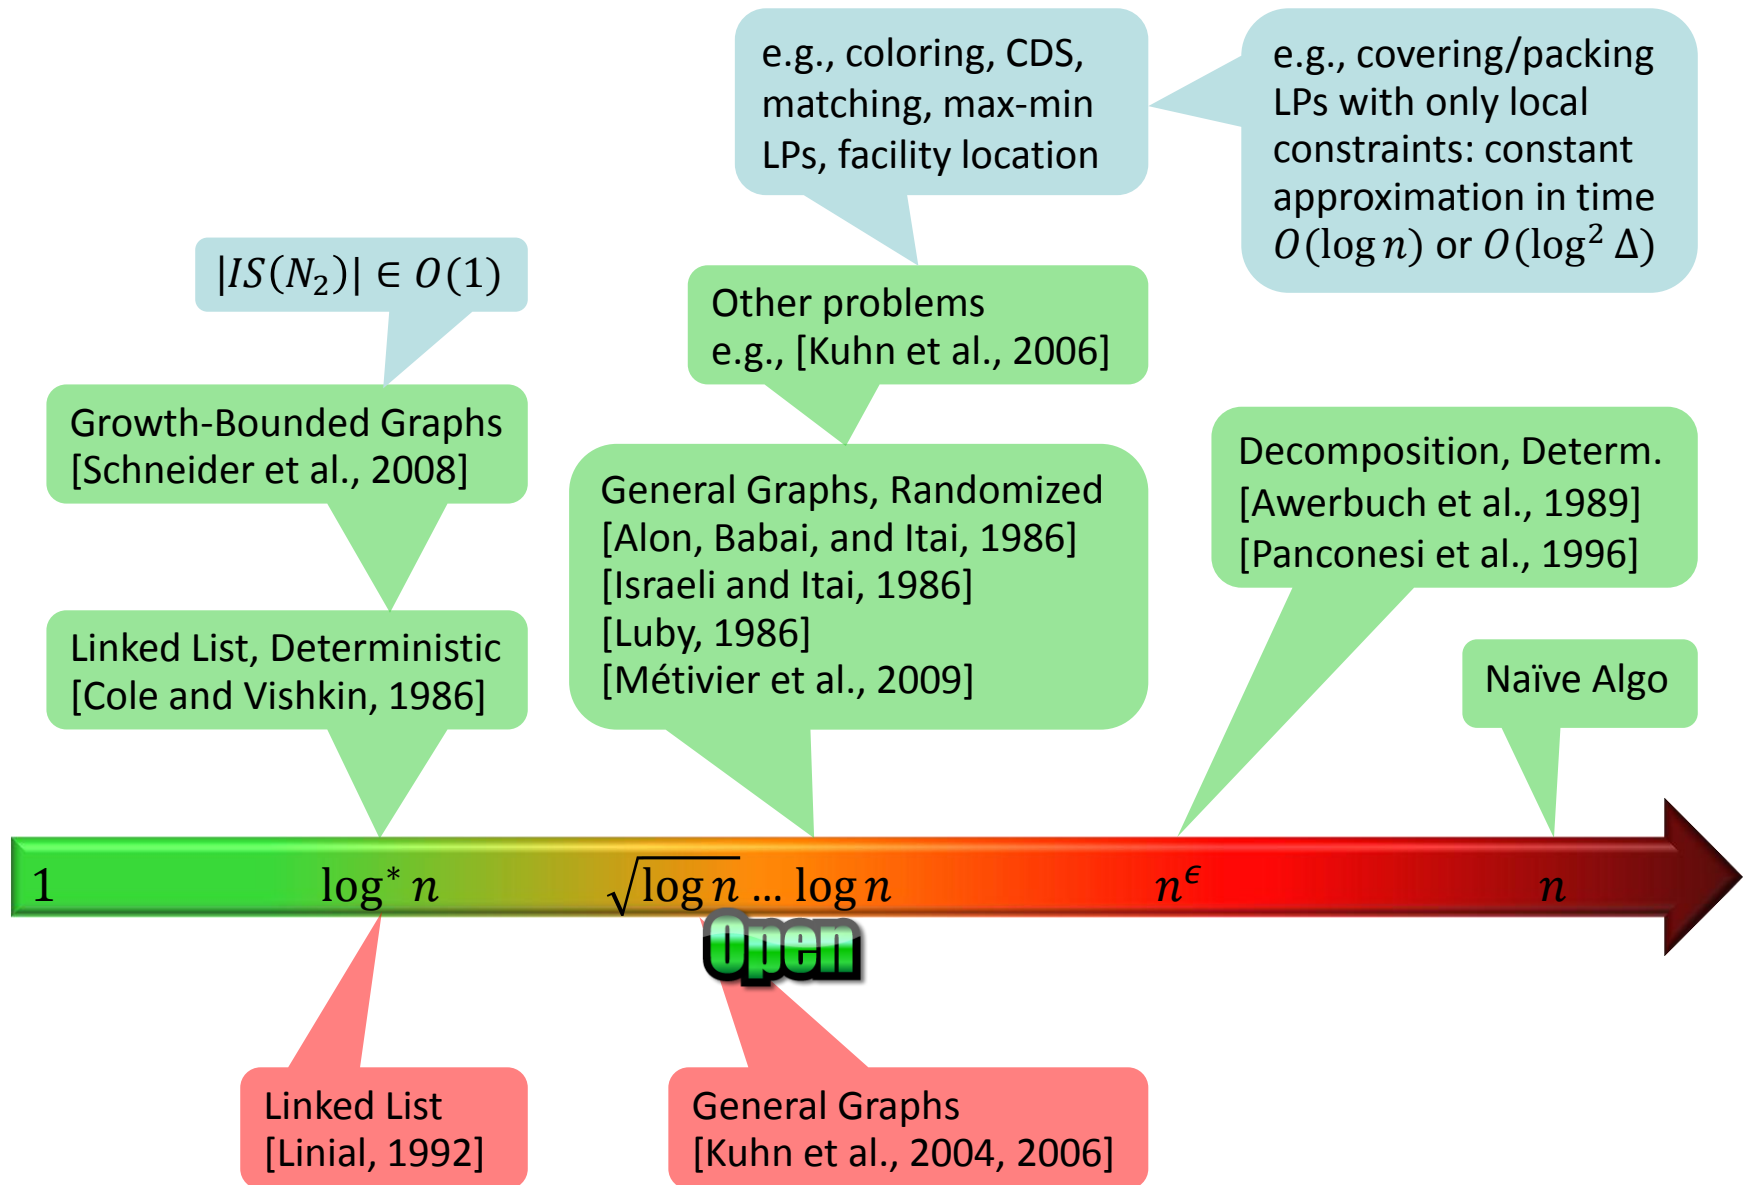 e.g., coloring, CDS,
matching, max-min
LPs, facility location
e.g., covering/packing
LPs with only local
constraints: constant
approximation in time
O(log n) or O(log² Δ)
|IS(N₂)| ∈ O(1)
Other problems
e.g., [Kuhn et al., 2006]
Growth-Bounded Graphs
[Schneider et al., 2008]
General Graphs, Randomized
[Alon, Babai, and Itai, 1986]
[Israeli and Itai, 1986]
[Luby, 1986]
[Métivier et al., 2009]
Decomposition, Determ.
[Awerbuch et al., 1989]
[Panconesi et al., 1996]
Linked List, Deterministic
[Cole and Vishkin, 1986]
Naïve Algo
1 log* n √log n ... log n n^ϵ n
Open
Linked List
[Linial, 1992]
General Graphs
[Kuhn et al., 2004, 2006]